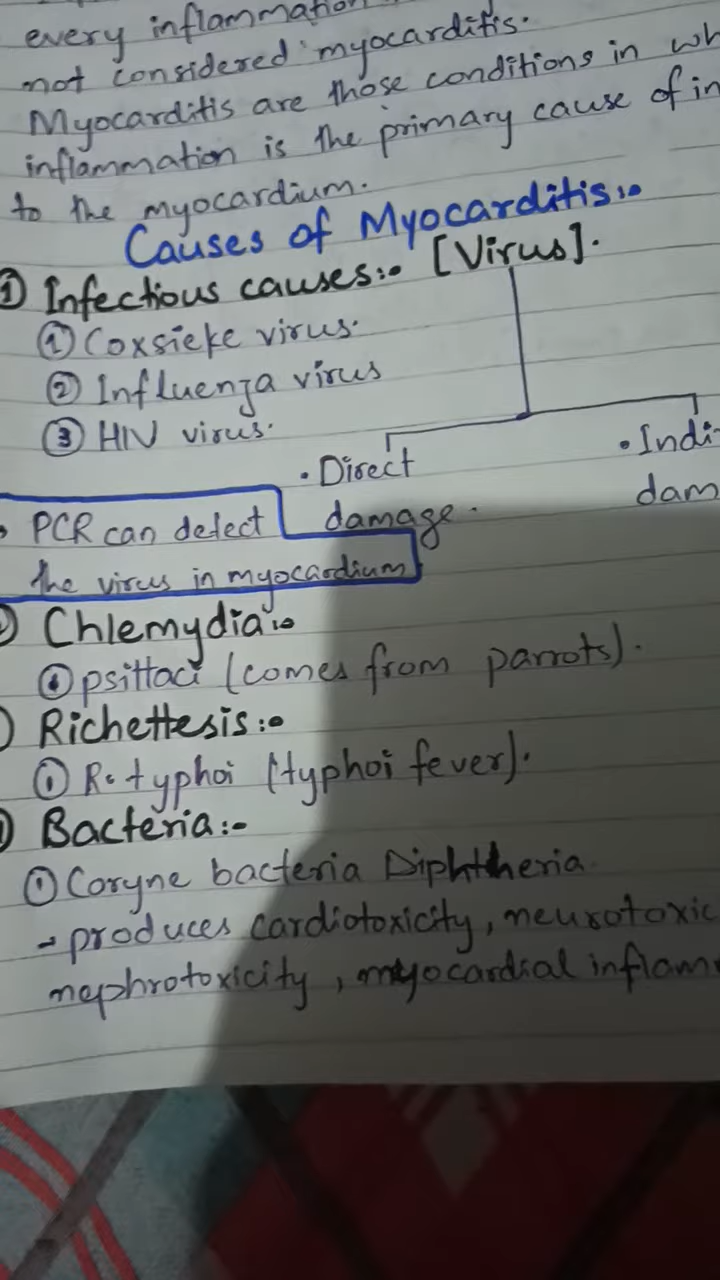 every inflammation
not considered myocarditis.
Myocarditis are those conditions in wh
inflammation is the primary cause of in
to the myocardium.
Causes of Myocarditis:-
① Infectious causes:- [Virus].
① Coxsieke virus.
② Influenza virus
③ HIV virus.
• Direct damage.
• Indi dam
• PCR can detect
the virus in myocardium
Chlemydia:-
① psittaci (comes from parrots).
Richettesis:-
① R. typhoi (typhoi fever).
Bacteria:-
① Coryne bacteria Diphtheria
→ produces cardiotoxicity, neurotoxic
nephrotoxicity, myocardial inflam